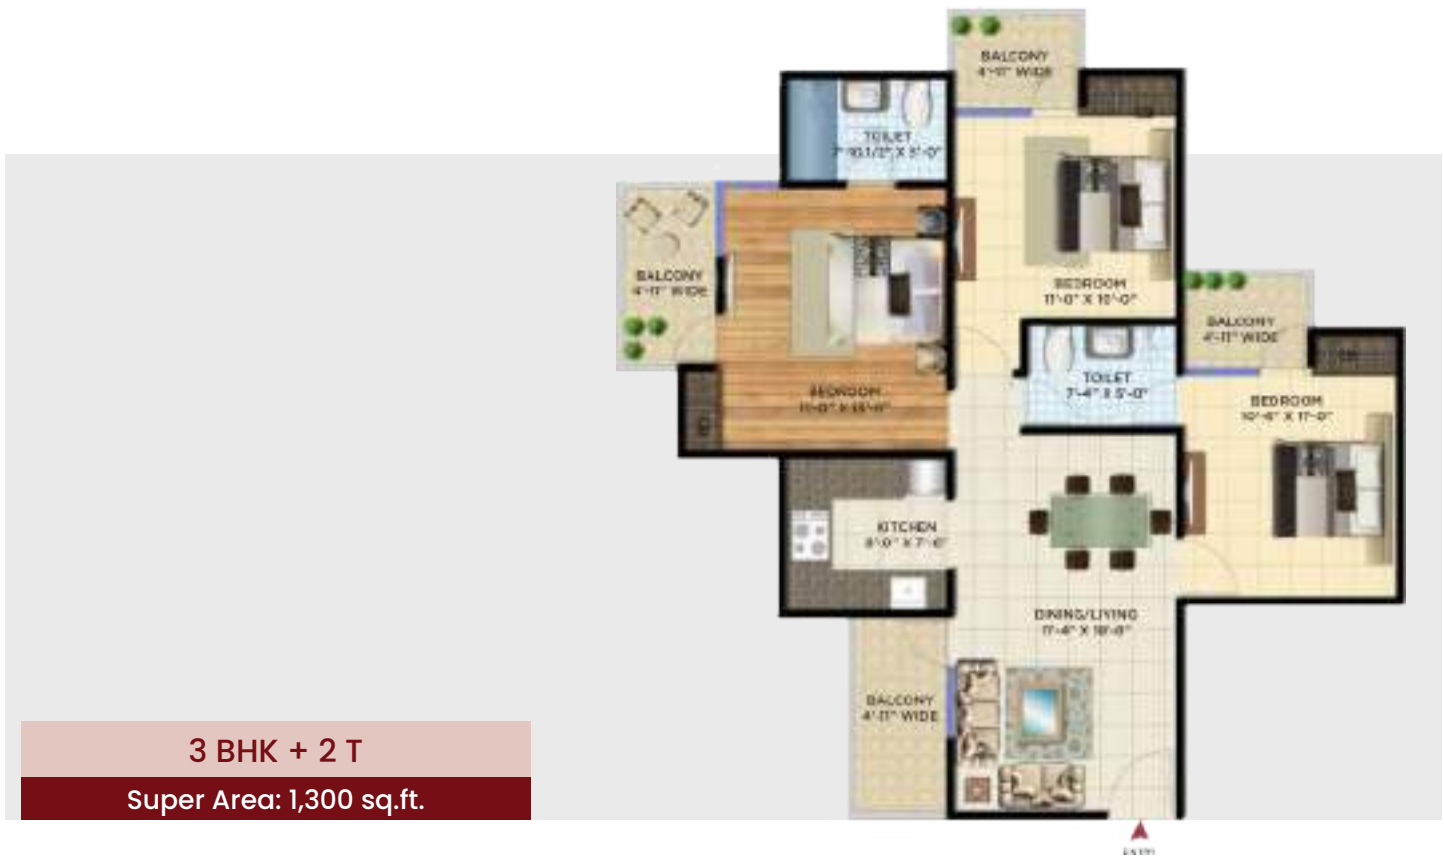 BALCONY
4'-11" WIDE
TOILET
BALCONY
4'-11" WIDE
BEDROOM
11'-0" X 10'-0"
BALCONY
4'-11" WIDE
TOILET
7'-4" X 5'-0"
BEDROOM
BEDROOM
KITCHEN
DINING/LIVING
BALCONY
4'-11" WIDE
3 BHK + 2 T
Super Area: 1,300 sq.ft.
ENTRY